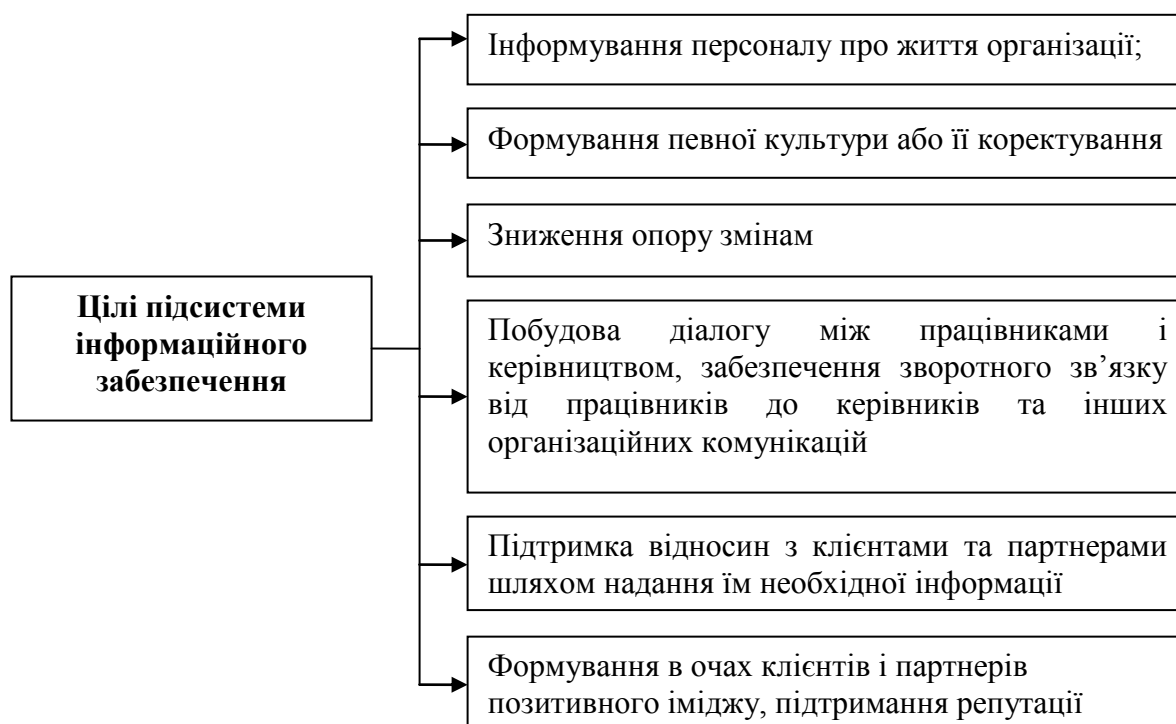 Цілі підсистеми
інформаційного
забезпечення
Інформування персоналу про життя організації;
Формування певної культури або її коректування
Зниження опору змінам
Побудова діалогу між працівниками і
керівництвом, забезпечення зворотного зв’язку
від працівників до керівників та інших
організаційних комунікацій
Підтримка відносин з клієнтами та партнерами
шляхом надання їм необхідної інформації
Формування в очах клієнтів і партнерів
позитивного іміджу, підтримання репутації